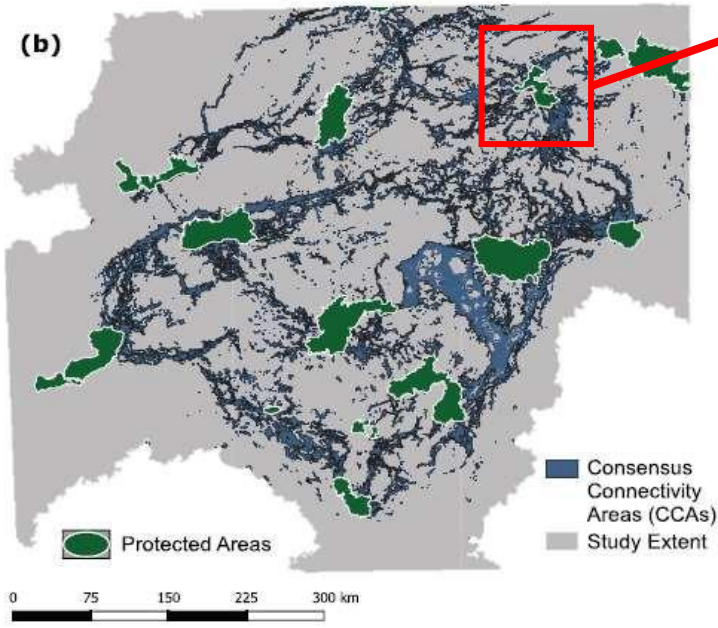 (b)
Consensus
Connectivity
Areas (CCAs)
Study Extent
Protected Areas
0 75 150 225 300 km